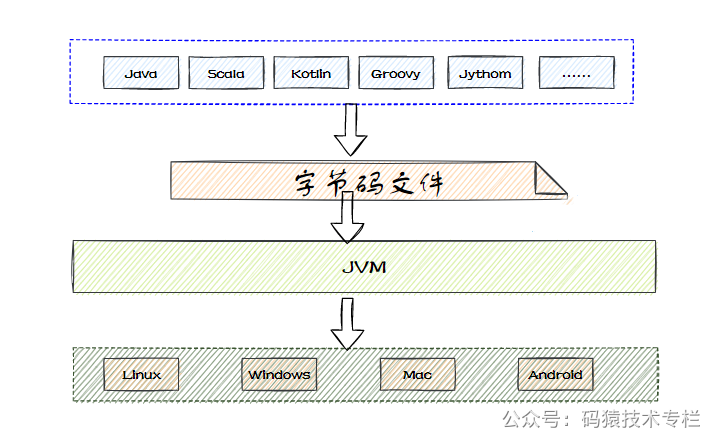 Java Scala Kotlin Groovy Jythom ......
字节码文件
JVM
Linux Windows Mac Android
公众号：码猿技术专栏